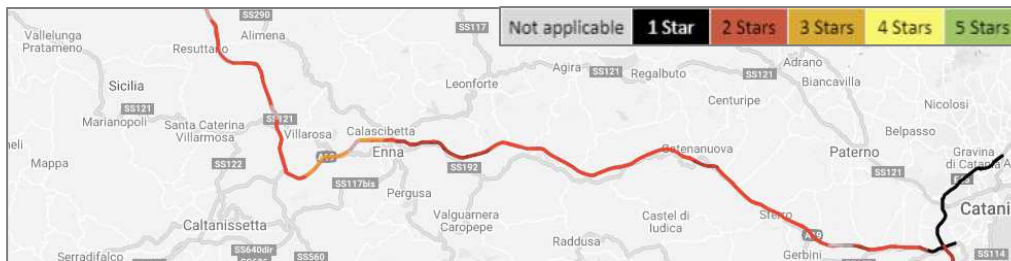 Not applicable 1 Star 2 Stars 3 Stars 4 Stars 5 Stars
SS290
Alimena
SS117
Vallelunga
Pratameno
Resuttano
Adrano
Agira
SS121
Regalbuto
SS121
Biancavilla
Leonforte
Sicilia
Centuripe
Nicolosi
SS121
Marianopoli
SS121
Santa Caterina
Villarmosa
Villarosa
Calascibetta
Belpasso
Mappa
SS122
A19
Enna
SS192
Catenanuova
Paterno
Gravina
di Catania
SS121
SS117bis
Pergusa
Caltanissetta
Valguarnera
Caropepe
Castel di
Iudica
Sferro
Catani
SS640dir
Raddusa
A19
Serradifalco
SS560
Gerbini
SS114